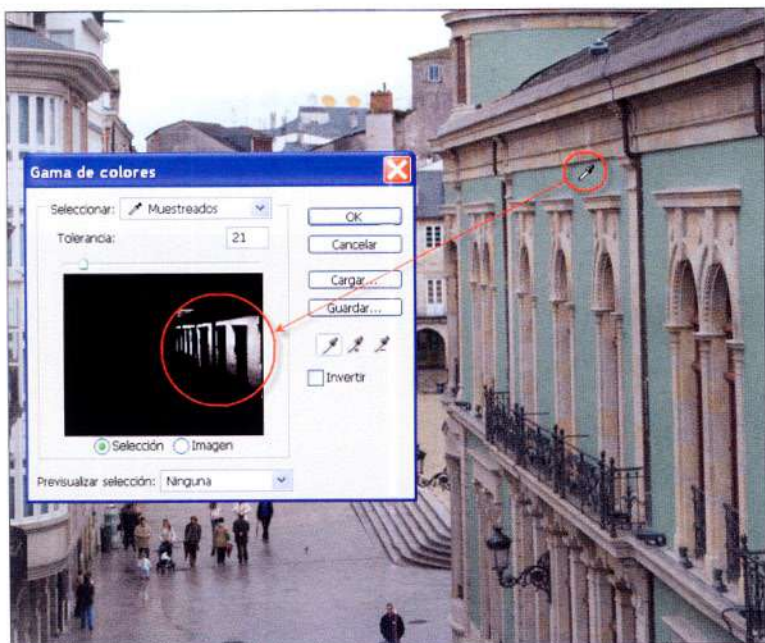 Gama de colores
Seleccionar: Muestreados
Tolerancia: 21
OK
Cancelar
Cargar...
Guardar...
Invertir
Selección Imagen
Previsualizar selección: Ninguna